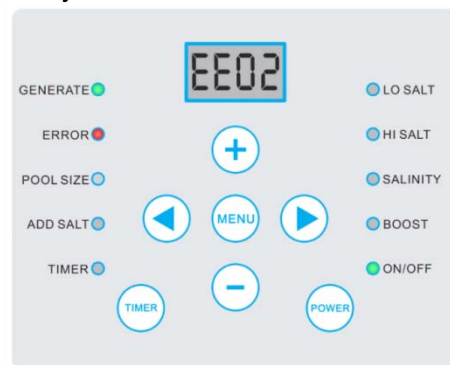 EE02
GENERATE
ERROR
POOL SIZE
ADD SALT
TIMER
LO SALT
HI SALT
SALINITY
BOOST
ON/OFF
+
MENU
−
TIMER
POWER